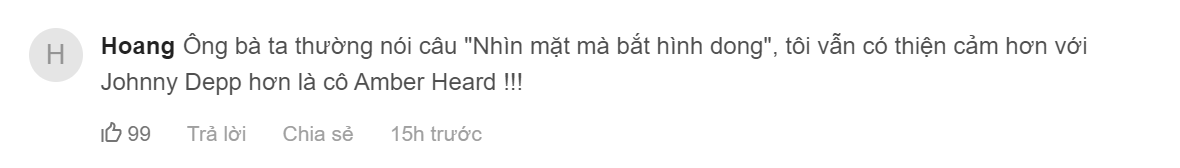 H
Hoang Ông bà ta thường nói câu "Nhìn mặt mà bắt hình dong", tôi vẫn có thiện cảm hơn với
Johnny Depp hơn là cô Amber Heard !!!
99 Trả lời Chia sẻ 15h trước